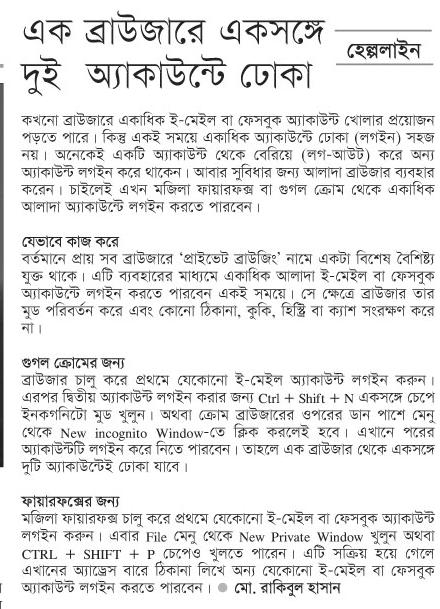 এক ব্রাউজারে একসঙ্গে
দুই অ্যাকাউন্টে ঢোকা
হেল্পলাইন
কখনো ব্রাউজারে একাধিক ই-মেইল বা ফেসবুক অ্যাকাউন্ট খোলার প্রয়োজন
পড়তে পারে। কিন্তু একই সময়ে একাধিক অ্যাকাউন্টে ঢোকা (লগইন) সহজ
নয়। অনেকেই একটি অ্যাকাউন্ট থেকে বেরিয়ে (লগ-আউট) করে অন্য
অ্যাকাউন্ট লগইন করে থাকেন। আবার সুবিধার জন্য আলাদা ব্রাউজার ব্যবহার
করেন। চাইলেই এখন মজিলা ফায়ারফক্স বা গুগল ক্রোম থেকে একাধিক
আলাদা অ্যাকাউন্টে লগইন করতে পারবেন।
যেভাবে কাজ করে
বর্তমানে প্রায় সব ব্রাউজারে ‘প্রাইভেট ব্রাউজিং’ নামে একটা বিশেষ বৈশিষ্ট্য
যুক্ত থাকে। এটি ব্যবহারের মাধ্যমে একাধিক আলাদা ই-মেইল বা ফেসবুক
অ্যাকাউন্টে লগইন করতে পারবেন একই সময়ে। সে ক্ষেত্রে ব্রাউজার তার
মুড পরিবর্তন করে এবং কোনো ঠিকানা, কুকি, হিস্ট্রি বা ক্যাশ সংরক্ষণ করে
না।
গুগল ক্রোমের জন্য
ব্রাউজার চালু করে প্রথমে যেকোনো ই-মেইল অ্যাকাউন্ট লগইন করুন।
এরপর দ্বিতীয় অ্যাকাউন্ট লগইন করার জন্য Ctrl + Shift + N একসঙ্গে চেপে
ইনকগনিটো মুড খুলুন। অথবা ক্রোম ব্রাউজারের ওপরের ডান পাশে মেনু
থেকে New incognito Window-তে ক্লিক করলেই হবে। এখানে পরের
অ্যাকাউন্টটি লগইন করে নিতে পারবেন। তাহলে এক ব্রাউজার থেকে একসঙ্গে
দুটি অ্যাকাউন্টেই ঢোকা যাবে।
ফায়ারফক্সের জন্য
মজিলা ফায়ারফক্স চালু করে প্রথমে যেকোনো ই-মেইল বা ফেসবুক অ্যাকাউন্ট
লগইন করুন। এবার File মেনু থেকে New Private Window খুলুন অথবা
CTRL + SHIFT + P চেপেও খুলতে পারেন। এটি সক্রিয় হয়ে গেলে
এখানের অ্যাড্রেস বারে ঠিকানা লিখে অন্য যেকোনো ই-মেইল বা ফেসবুক
অ্যাকাউন্ট লগইন করতে পারবেন। ● মো. রাকিবুল হাসান